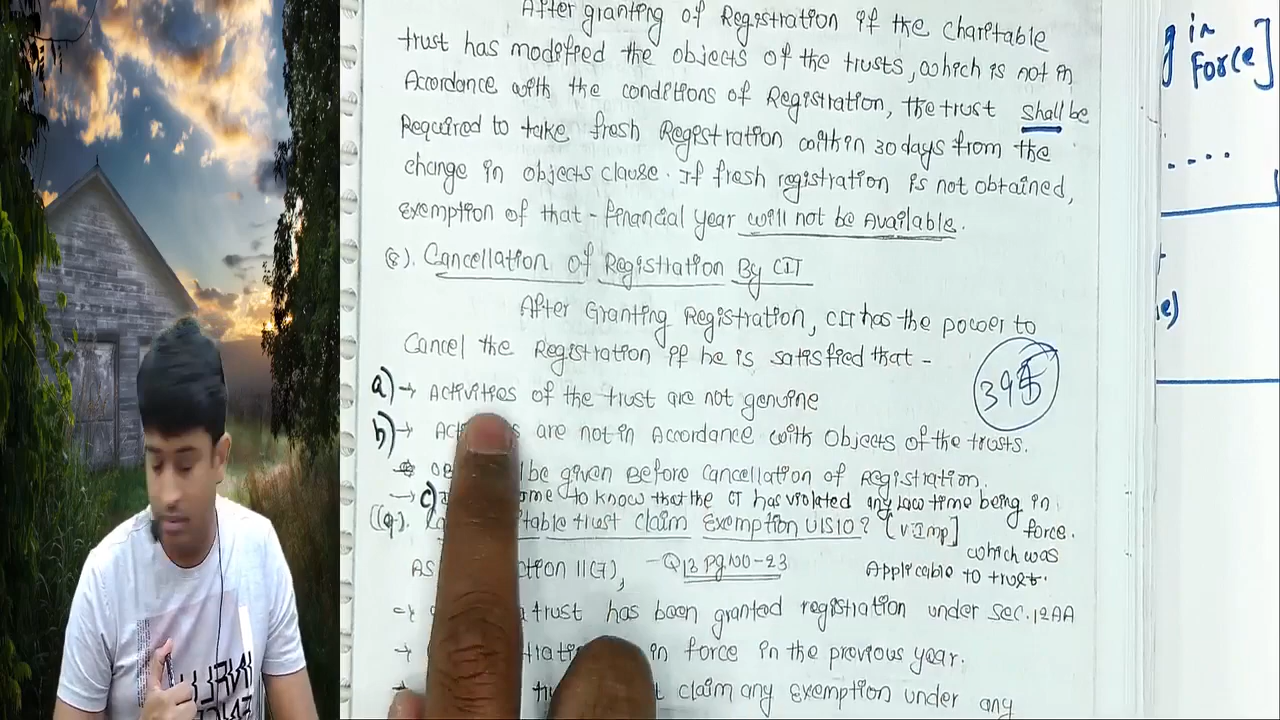 After granting of Registration if the charitable
trust has modified the objects of the trusts, which is not in
Accordance with the conditions of Registration, the trust shall be
Required to take fresh Registration within 30 days from the
change in objects clause. If fresh registration is not obtained,
Exemption of that - financial year will not be Available.
(8). Cancellation of Registration By CIT
After Granting Registration, CIT has the power to
Cancel the Registration if he is satisfied that -
395
a) → Activities of the trust are not genuine
b) → are not in Accordance with objects of the trusts.
be given Before cancellation of registration.
→ c) to know that the CT has violated any Law time being in
force.
which was
Applicable to trust.
(9). table trust claim Exemption U/S 10? [V.Imp]
AS 11(7), - Q13 Pg No - 23
→ trust has been granted registration under sec. 12AA
→ in force in the previous year.
→ claim any exemption under any
in
Force]
....